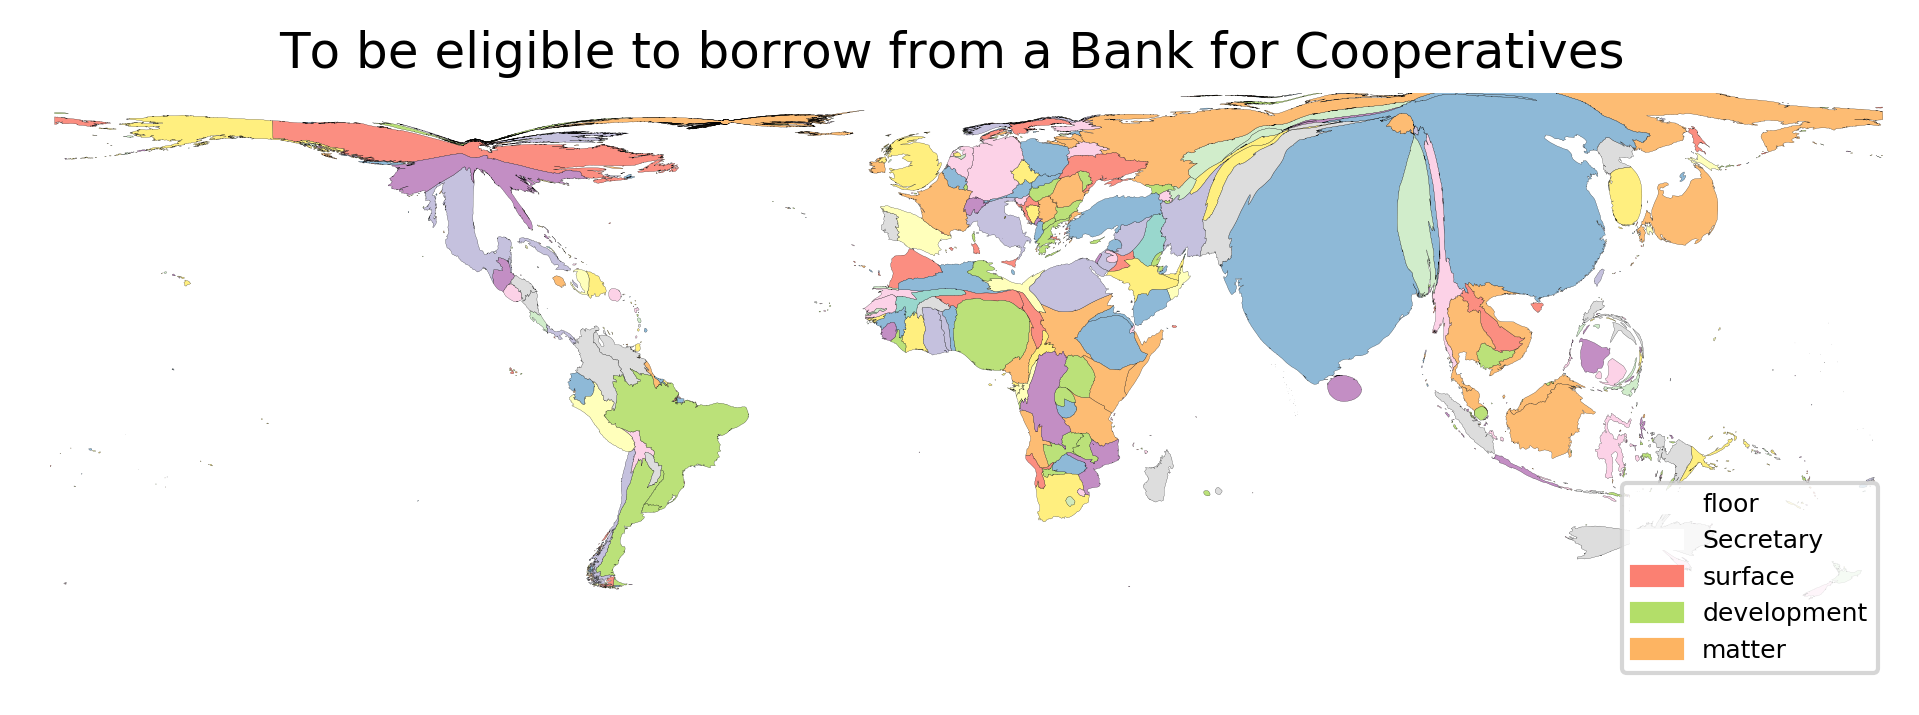 To be eligible to borrow from a Bank for Cooperatives
floor
Secretary
surface
development
matter